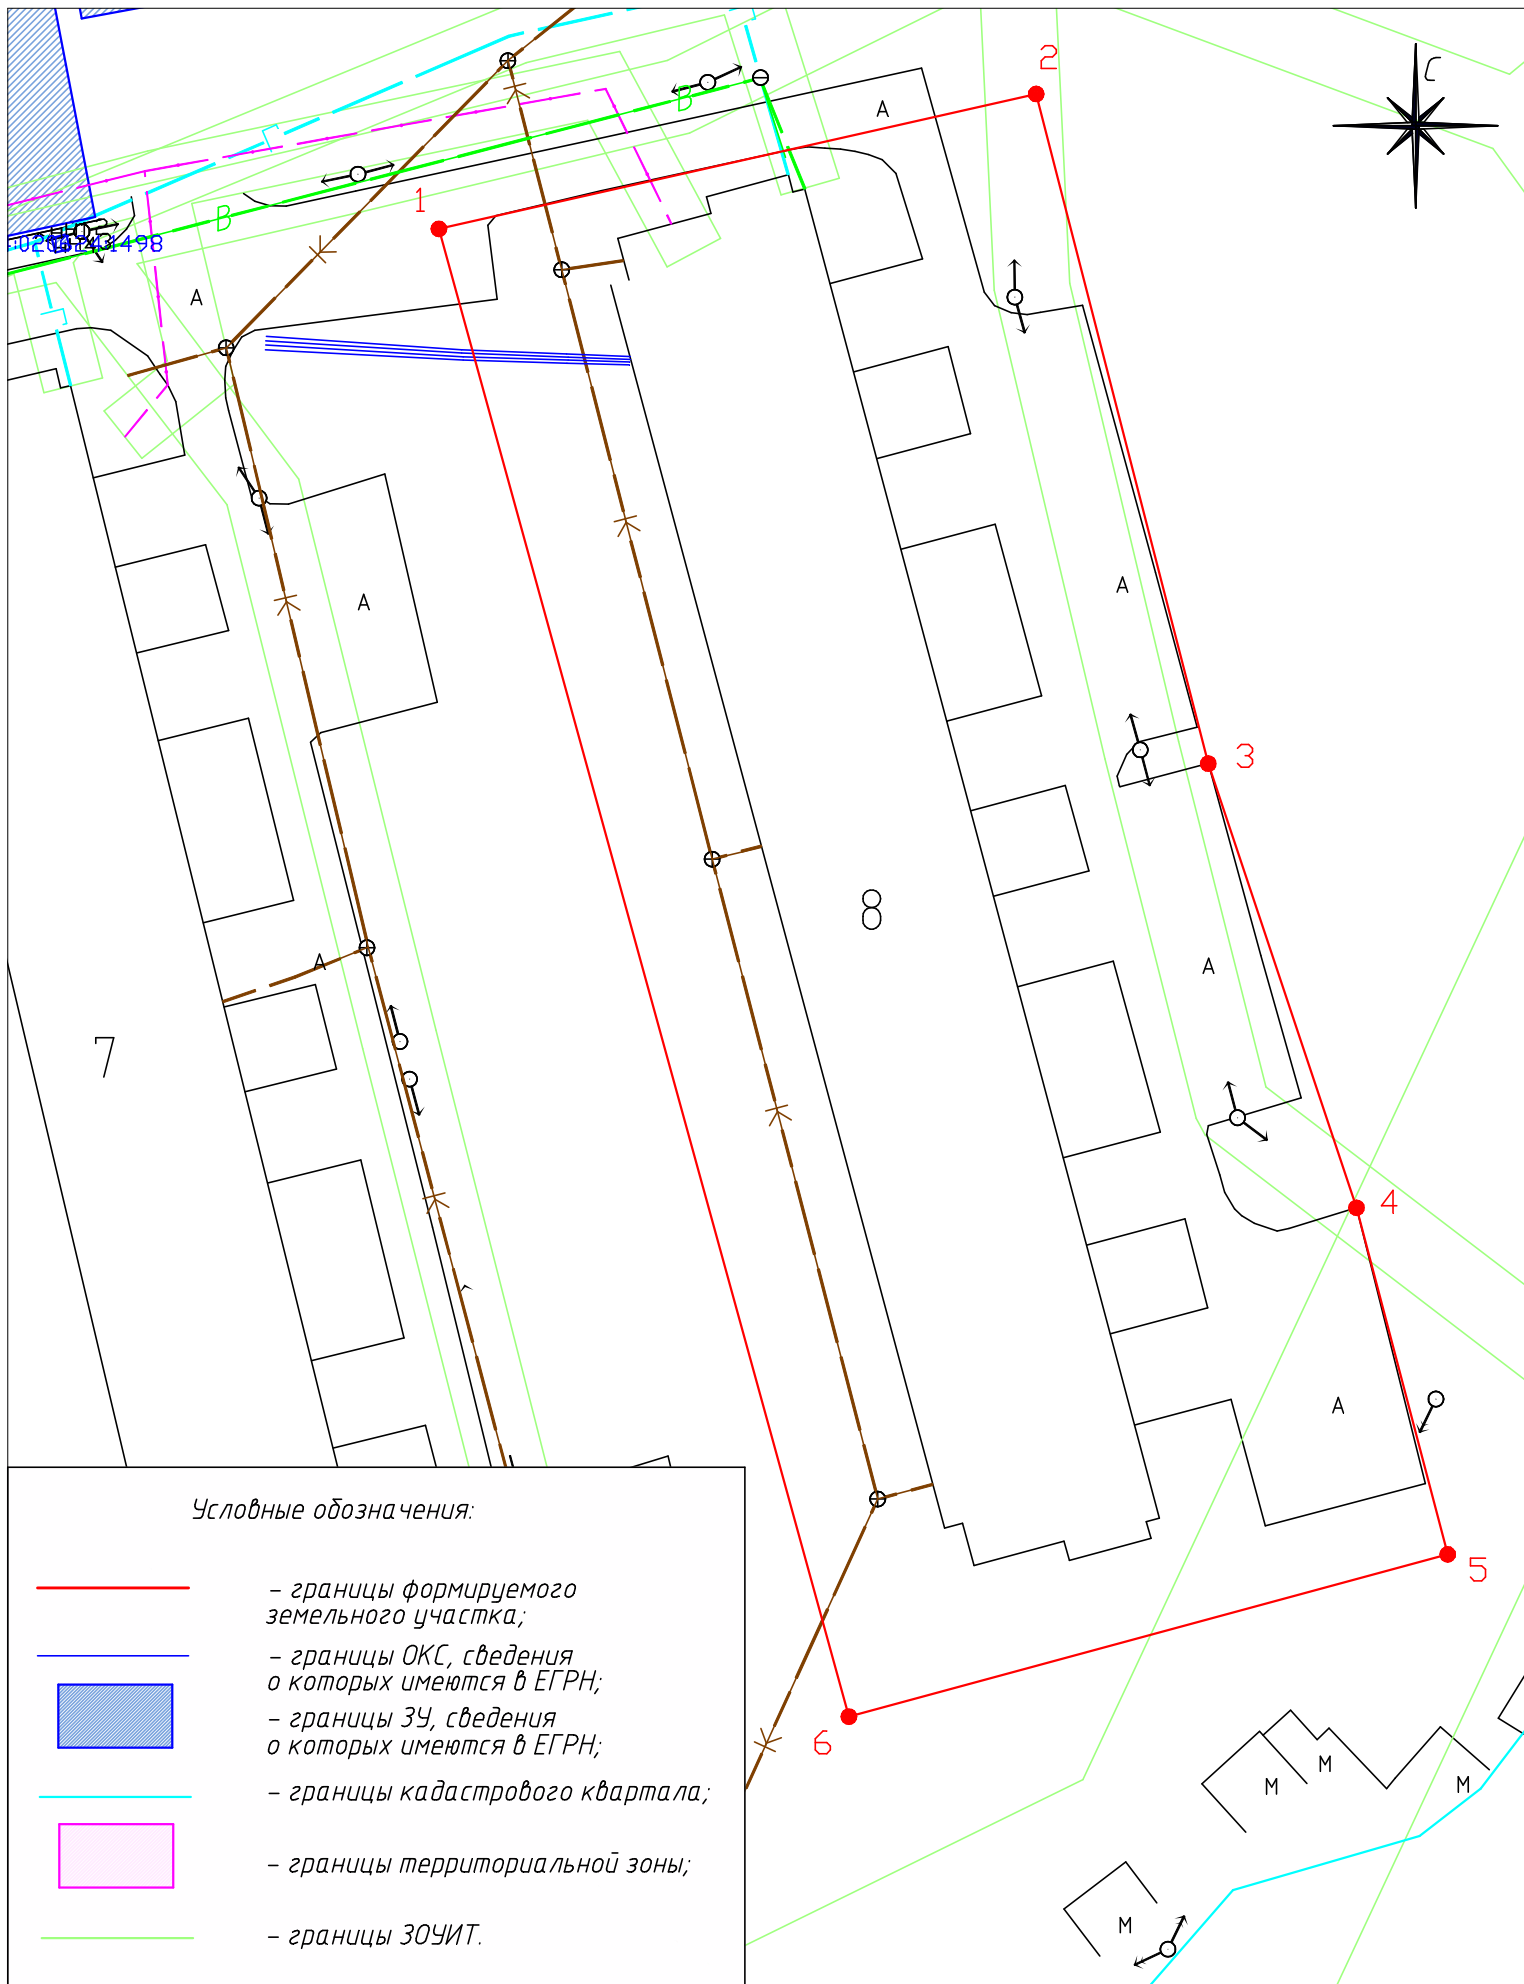 2
С
В
А
1
В
А
А
А
3
8
А
А
7
4
А
5
6
М
М
М
М
Условные обозначения:
– границы формируемого
земельного участка;
– границы ОКС, сведения
о которых имеются в ЕГРН;
– границы ЗУ, сведения
о которых имеются в ЕГРН;
– границы кадастрового квартала;
– границы территориальной зоны;
– границы ЗОУИТ.